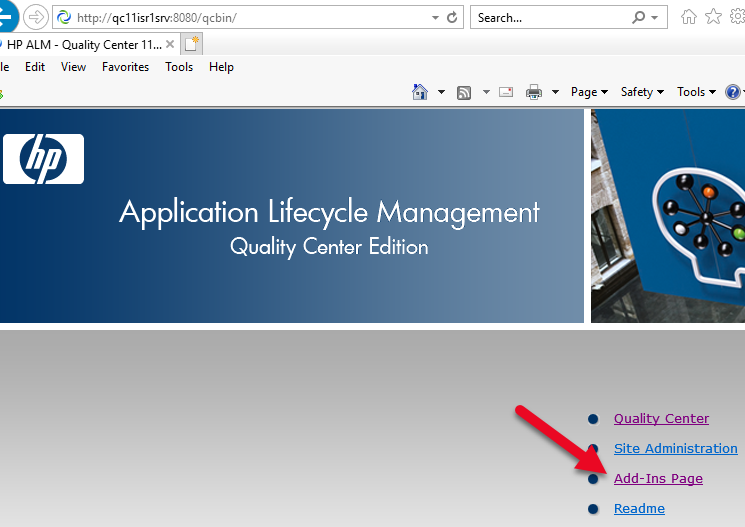 http://qc11isr1srv:8080/qcbin/
Search...
HP ALM - Quality Center 11...
le Edit View Favorites Tools Help
Page Safety Tools ?
hp
Application Lifecycle Management
Quality Center Edition
Quality Center
Site Administration
Add-Ins Page
Readme